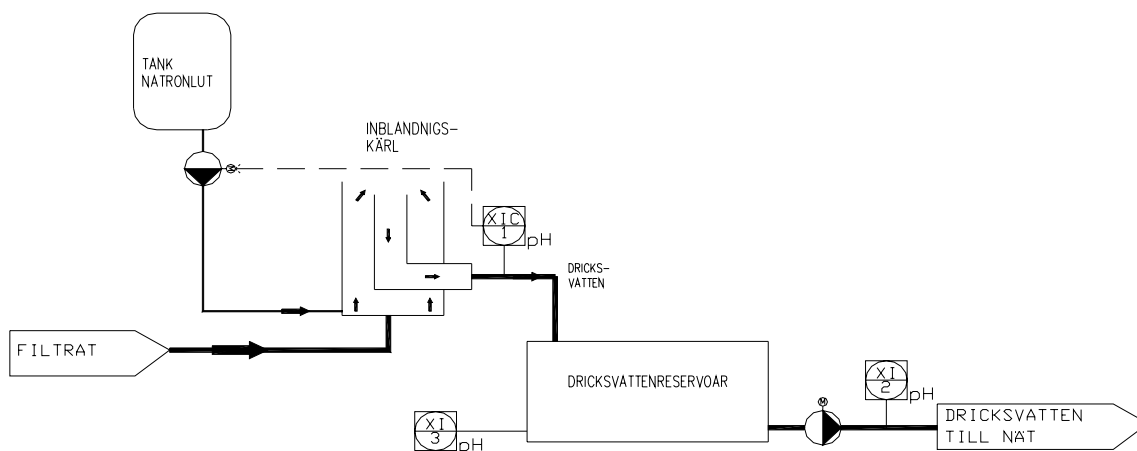 TANK
NATRONLUT
INBLANDNIGS-
KÄRL
M
XIC
1
pH
DRICKS-
VATTEN
FILTRAT
DRICKSVATTENRESERVOAR
M
XI
2
pH
XI
3
pH
DRICKSVATTEN
TILL NÄT